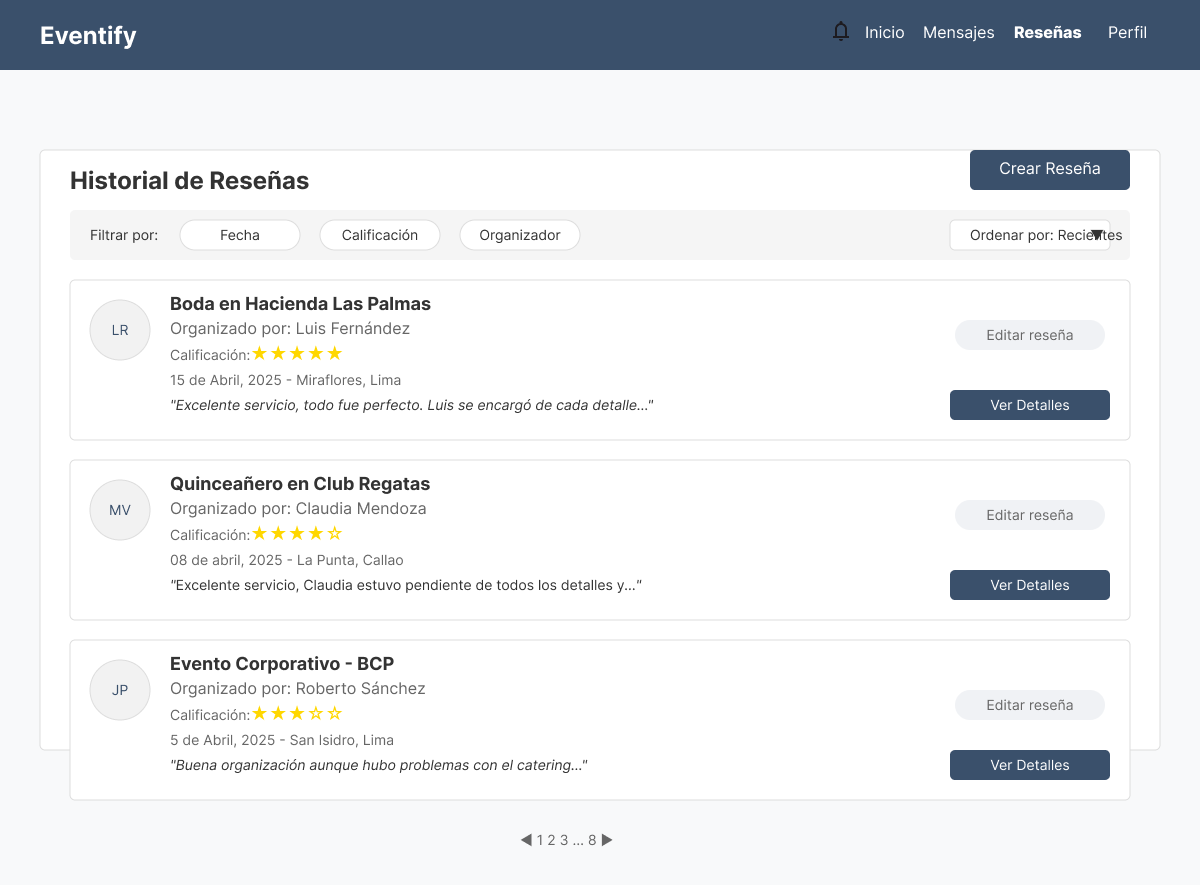 Eventify
Inicio Mensajes Reseñas Perfil
Crear Reseña
Historial de Reseñas
Filtrar por: Fecha Calificación Organizador Ordenar por: Recientes
LR
Boda en Hacienda Las Palmas
Organizado por: Luis Fernández
Calificación:★★★★★
15 de Abril, 2025 - Miraflores, Lima
"Excelente servicio, todo fue perfecto. Luis se encargó de cada detalle..."
Editar reseña
Ver Detalles
MV
Quinceañero en Club Regatas
Organizado por: Claudia Mendoza
Calificación:★★★★☆
08 de abril, 2025 - La Punta, Callao
"Excelente servicio, Claudia estuvo pendiente de todos los detalles y..."
Editar reseña
Ver Detalles
JP
Evento Corporativo - BCP
Organizado por: Roberto Sánchez
Calificación:★★★☆☆
5 de Abril, 2025 - San Isidro, Lima
"Buena organización aunque hubo problemas con el catering..."
Editar reseña
Ver Detalles
◀ 1 2 3 ... 8 ▶